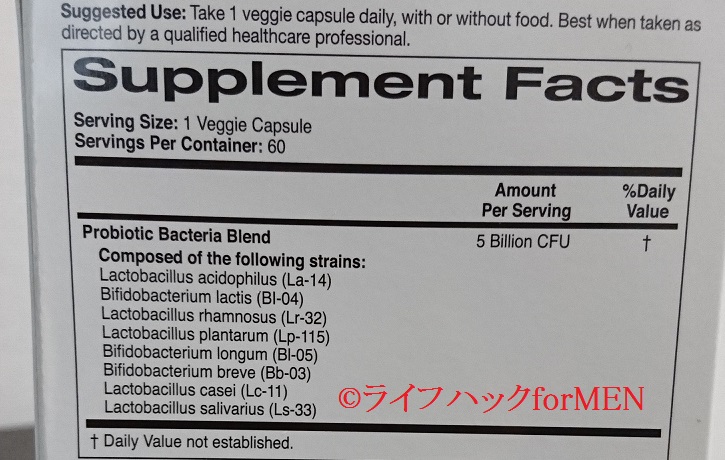 Suggested Use: Take 1 veggie capsule daily, with or without food. Best when taken as
directed by a qualified healthcare professional.
Supplement Facts
Serving Size: 1 Veggie Capsule
Servings Per Container: 60
Amount Per Serving
%Daily Value
Probiotic Bacteria Blend 5 Billion CFU †
Composed of the following strains:
Lactobacillus acidophilus (La-14)
Bifidobacterium lactis (Bl-04)
Lactobacillus rhamnosus (Lr-32)
Lactobacillus plantarum (Lp-115)
Bifidobacterium longum (Bl-05)
Bifidobacterium breve (Bb-03)
Lactobacillus casei (Lc-11)
Lactobacillus salivarius (Ls-33)
©ライフハックforMEN
† Daily Value not established.